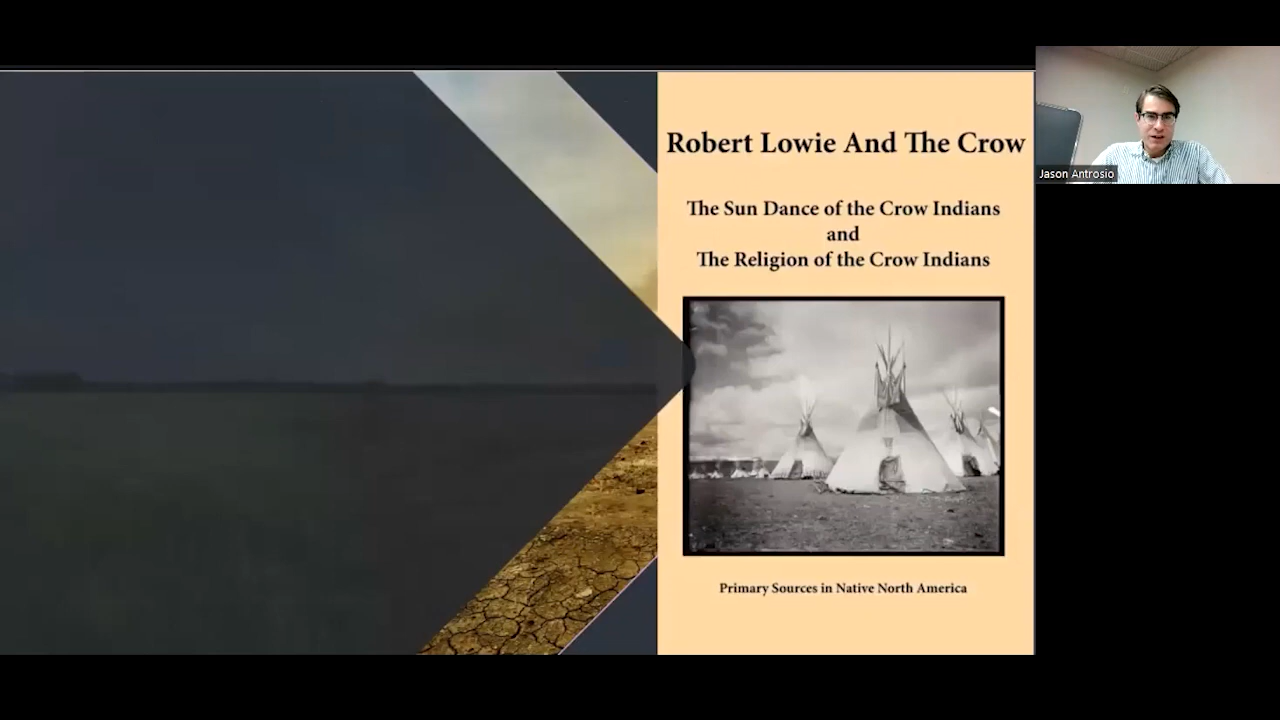 Robert Lowie And The Crow
The Sun Dance of the Crow Indians
and
The Religion of the Crow Indians
Primary Sources in Native North America
Jason Antrosio